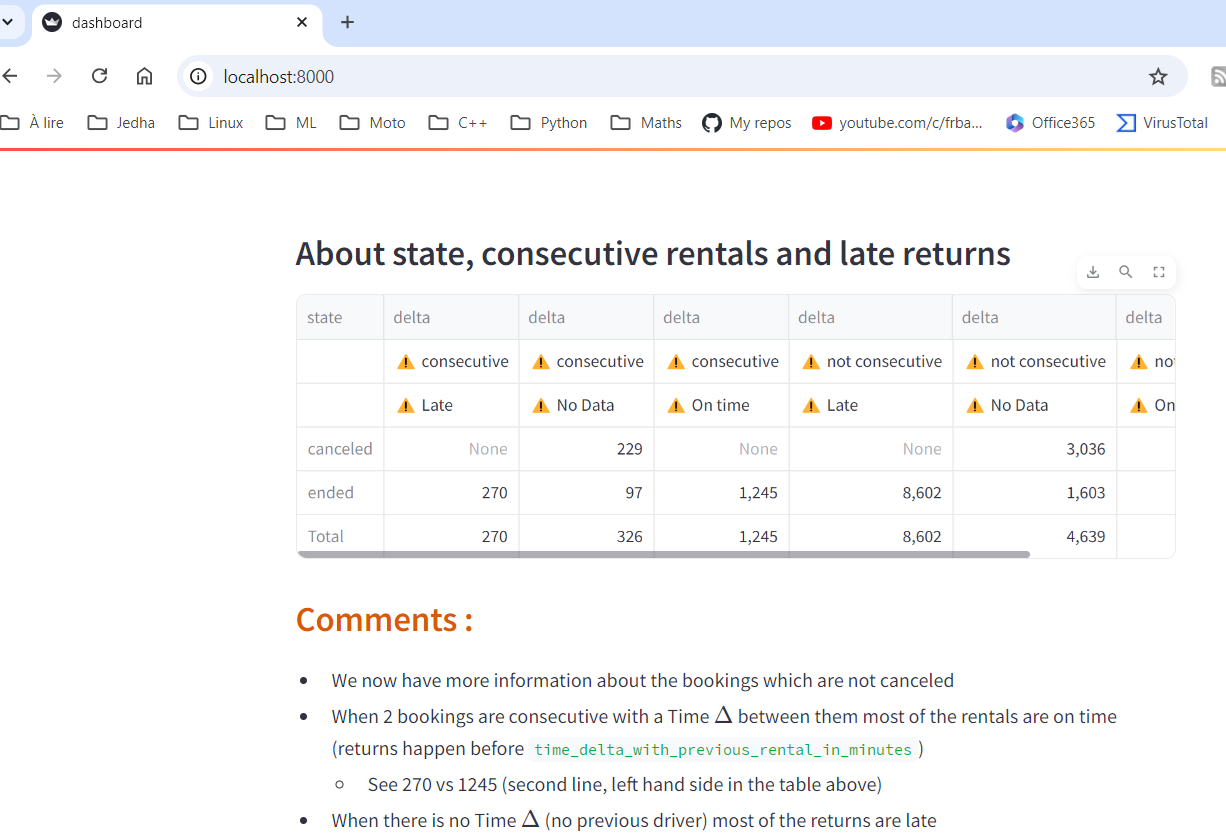 dashboard
localhost:8000
À lire Jedha Linux ML Moto C++ Python Maths My repos youtube.com/c/frba... Office365 VirusTotal
About state, consecutive rentals and late returns
state delta delta delta delta delta delta
consecutive consecutive consecutive not consecutive not consecutive not
Late No Data On time Late No Data On
canceled None 229 None None 3,036
ended 270 97 1,245 8,602 1,603
Total 270 326 1,245 8,602 4,639
Comments :
We now have more information about the bookings which are not canceled
When 2 bookings are consecutive with a Time Δ between them most of the rentals are on time
(returns happen before time_delta_with_previous_rental_in_minutes )
See 270 vs 1245 (second line, left hand side in the table above)
When there is no Time Δ (no previous driver) most of the returns are late